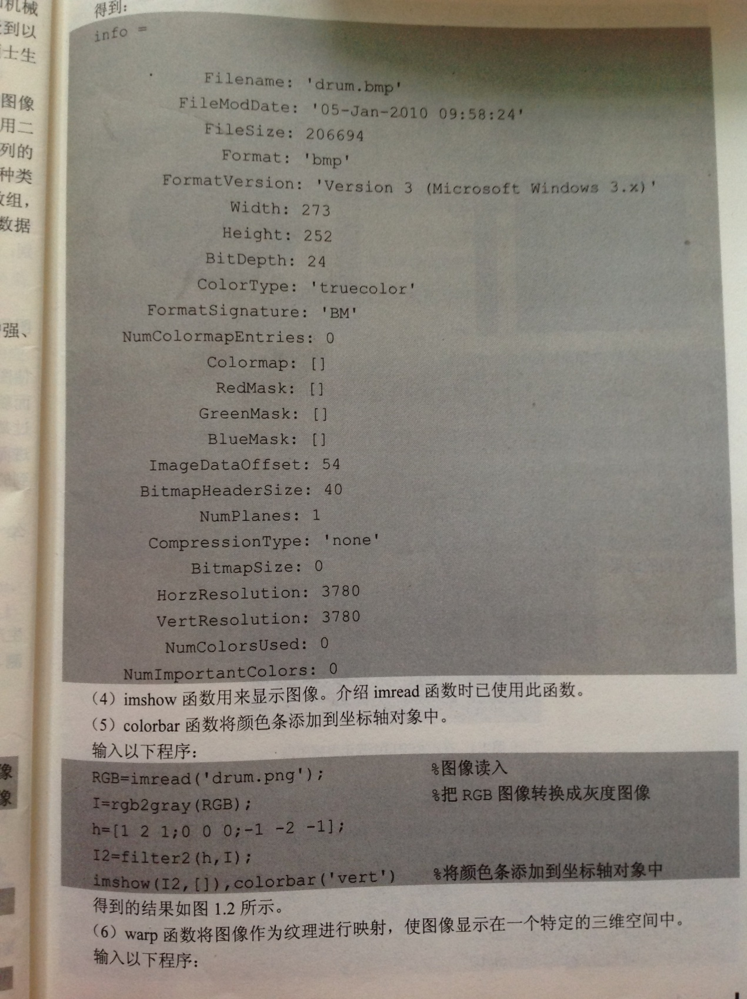 得到：
info =
Filename: 'drum.bmp'
FileModDate: '05-Jan-2010 09:58:24'
FileSize: 206694
Format: 'bmp'
FormatVersion: 'Version 3 (Microsoft Windows 3.x)'
Width: 273
Height: 252
BitDepth: 24
ColorType: 'truecolor'
FormatSignature: 'BM'
NumColormapEntries: 0
Colormap: []
RedMask: []
GreenMask: []
BlueMask: []
ImageDataOffset: 54
BitmapHeaderSize: 40
NumPlanes: 1
CompressionType: 'none'
BitmapSize: 0
HorzResolution: 3780
VertResolution: 3780
NumColorsUsed: 0
NumImportantColors: 0
（4）imshow 函数用来显示图像。介绍 imread 函数时已使用此函数。
（5）colorbar 函数将颜色条添加到坐标轴对象中。
输入以下程序：
RGB=imread('drum.png'); %图像读入
I=rgb2gray(RGB); %把 RGB 图像转换成灰度图像
h=[1 2 1;0 0 0;-1 -2 -1];
I2=filter2(h,I);
imshow(I2,[]),colorbar('vert') %将颜色条添加到坐标轴对象中
得到的结果如图 1.2 所示。
（6）warp 函数将图像作为纹理进行映射，使图像显示在一个特定的三维空间中。
输入以下程序：
机械
到以
士生
图像
用二
列的
种类
组，
数据
强、
像
像